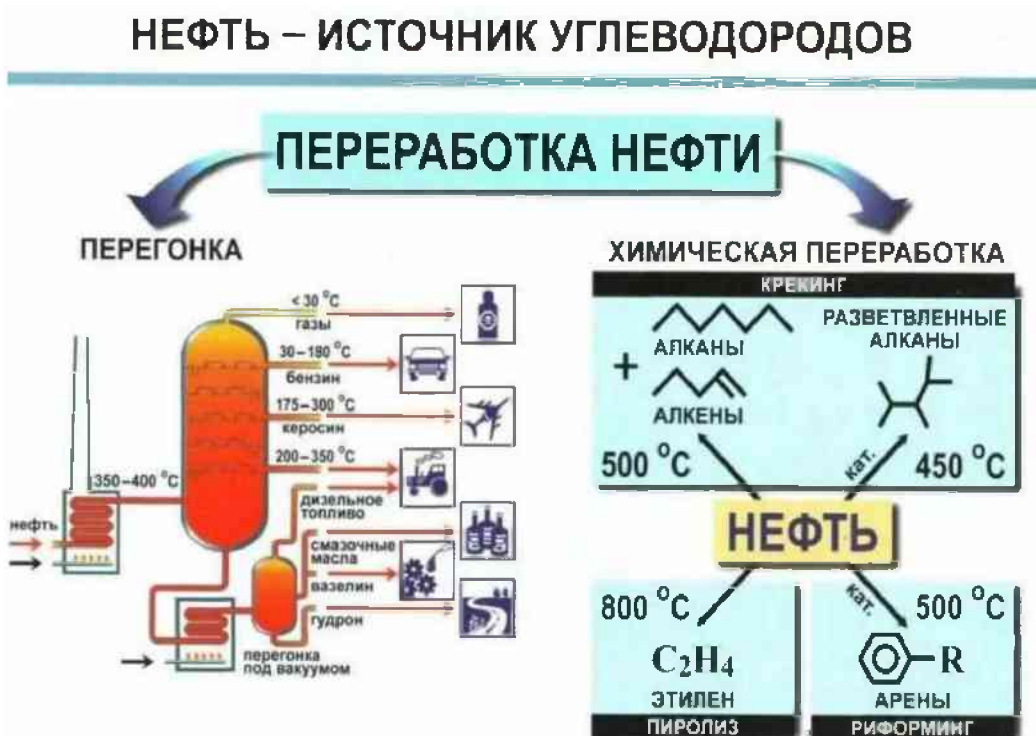 НЕФТЬ – ИСТОЧНИК УГЛЕВОДОРОДОВ
ПЕРЕРАБОТКА НЕФТИ
ПЕРЕГОНКА
< 30 °C
газы
30–180 °C
бензин
175–300 °C
керосин
200–350 °C
дизельное
топливо
350–400 °C
нефть
смазочные
масла
вазелин
гудрон
перегонка
под вакуумом
ХИМИЧЕСКАЯ ПЕРЕРАБОТКА
КРЕКИНГ
АЛКАНЫ
+
АЛКЕНЫ
500 °C
РАЗВЕТВЛЕННЫЕ
АЛКАНЫ
кат.
450 °C
НЕФТЬ
800 °C
C₂H₄
ЭТИЛЕН
ПИРОЛИЗ
кат.
500 °C
R
АРЕНЫ
РИФОРМИНГ